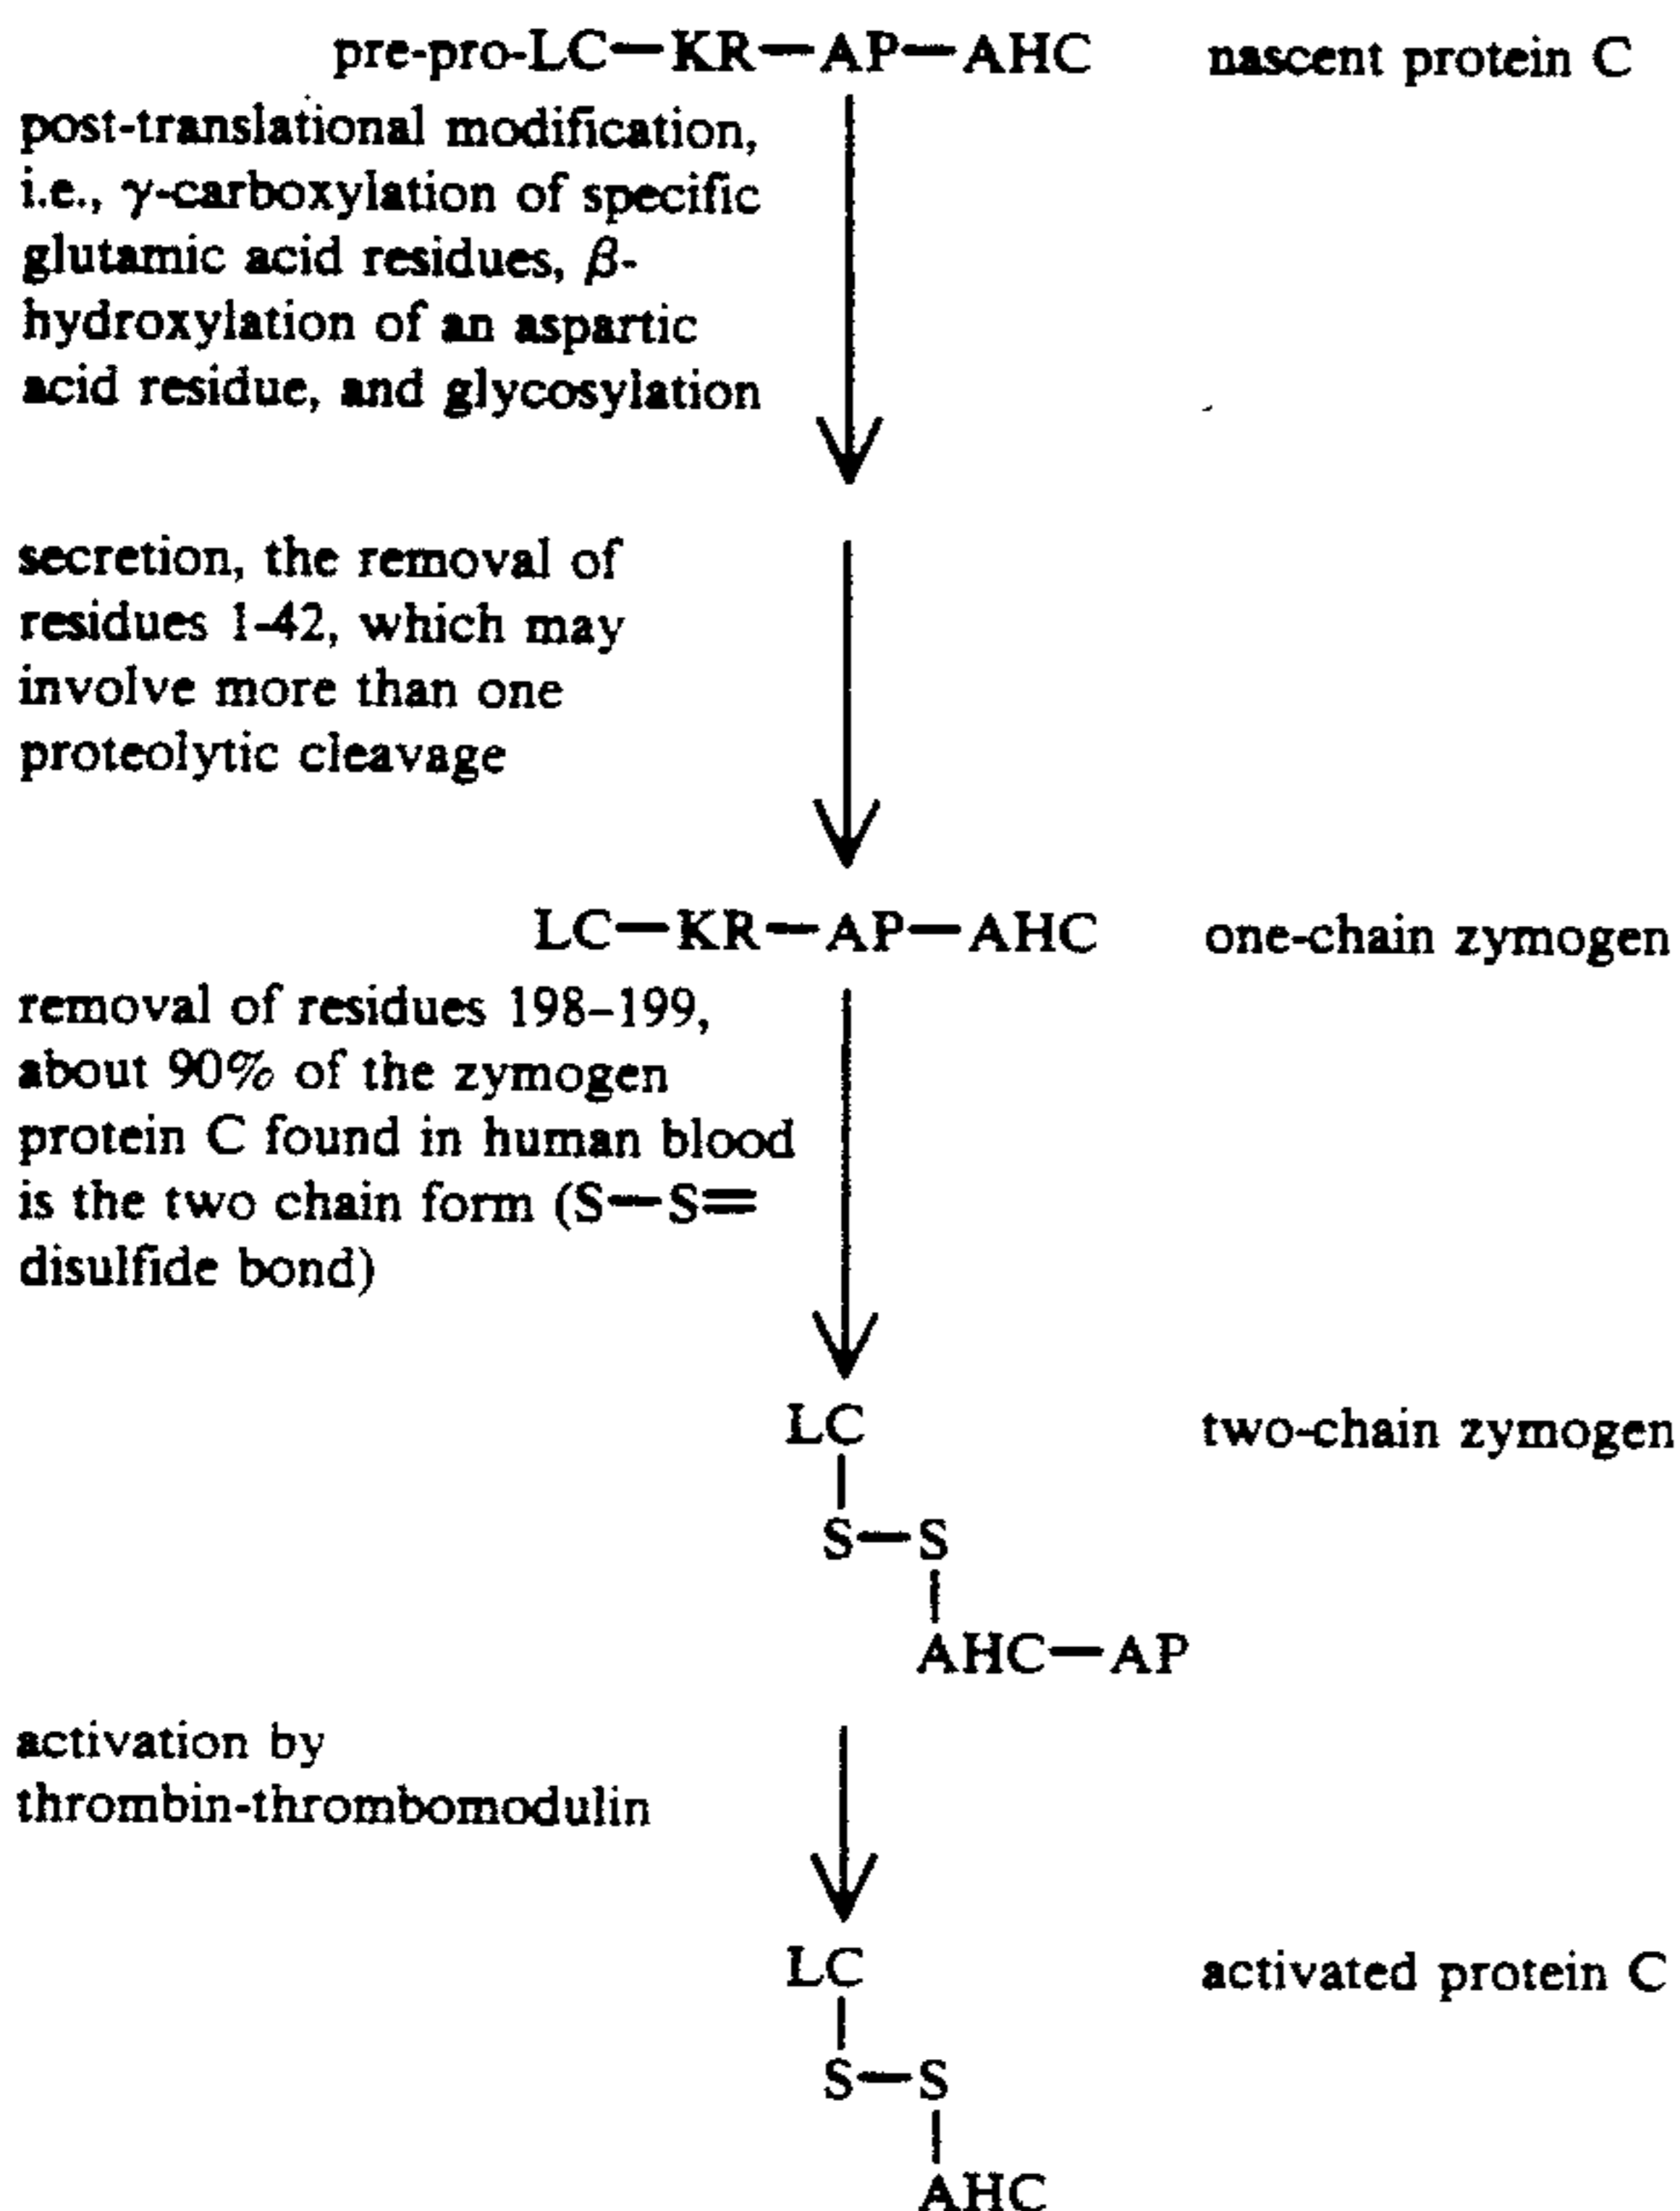 pre-pro-LC—KR—AP—AHC nascent protein C
post-translational modification,
i.e., γ-carboxylation of specific
glutamic acid residues, β-
hydroxylation of an aspartic
acid residue, and glycosylation
secretion, the removal of
residues 1-42, which may
involve more than one
proteolytic cleavage
LC—KR—AP—AHC one-chain zymogen
removal of residues 198–199,
about 90% of the zymogen
protein C found in human blood
is the two chain form (S—S=
disulfide bond)
LC two-chain zymogen
S—S
AHC—AP
activation by
thrombin-thrombomodulin
LC activated protein C
S—S
AHC